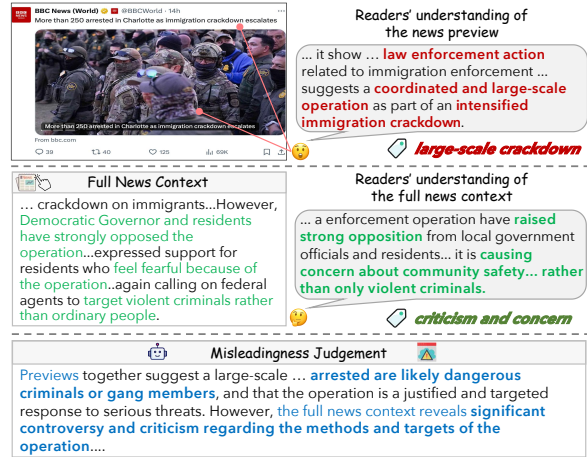 BBC News (World) @BBCWorld · 14h
More than 250 arrested in Charlotte as immigration crackdown escalates
More than 250 arrested in Charlotte as immigration crackdown escalates
From bbc.com
39 40 125 69K
Readers' understanding of
the news preview
... it show ... law enforcement action
related to immigration enforcement ...
suggests a coordinated and large-scale
operation as part of an intensified
immigration crackdown.
large-scale crackdown
Full News Context
... crackdown on immigrants...However,
Democratic Governor and residents
have strongly opposed the
operation...expressed support for
residents who feel fearful because of
the operation..again calling on federal
agents to target violent criminals rather
than ordinary people.
Readers' understanding of
the full news context
... a enforcement operation have raised
strong opposition from local government
officials and residents... it is causing
concern about community safety... rather
than only violent criminals.
criticism and concern
Misleadingness Judgement
Previews together suggest a large-scale ... arrested are likely dangerous
criminals or gang members, and that the operation is a justified and targeted
response to serious threats. However, the full news context reveals significant
controversy and criticism regarding the methods and targets of the
operation....